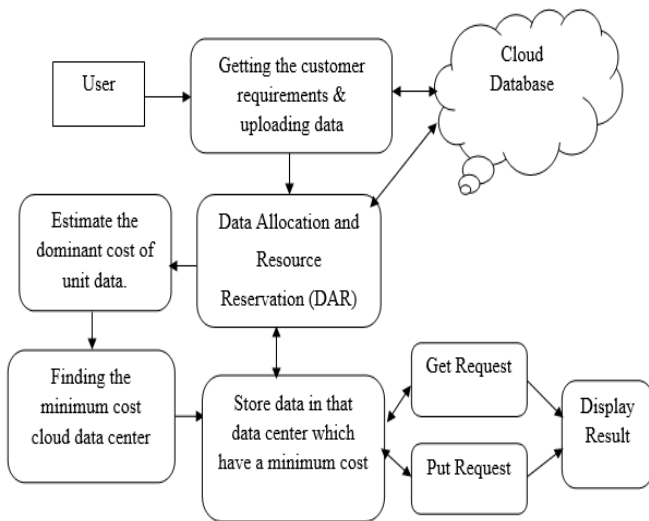 User
Getting the customer
requirements &
uploading data
Cloud
Database
Estimate the
dominant cost of
unit data.
Data Allocation and
Resource
Reservation (DAR)
Finding the
minimum cost
cloud data center
Store data in that
data center which
have a minimum cost
Get Request
Put Request
Display
Result